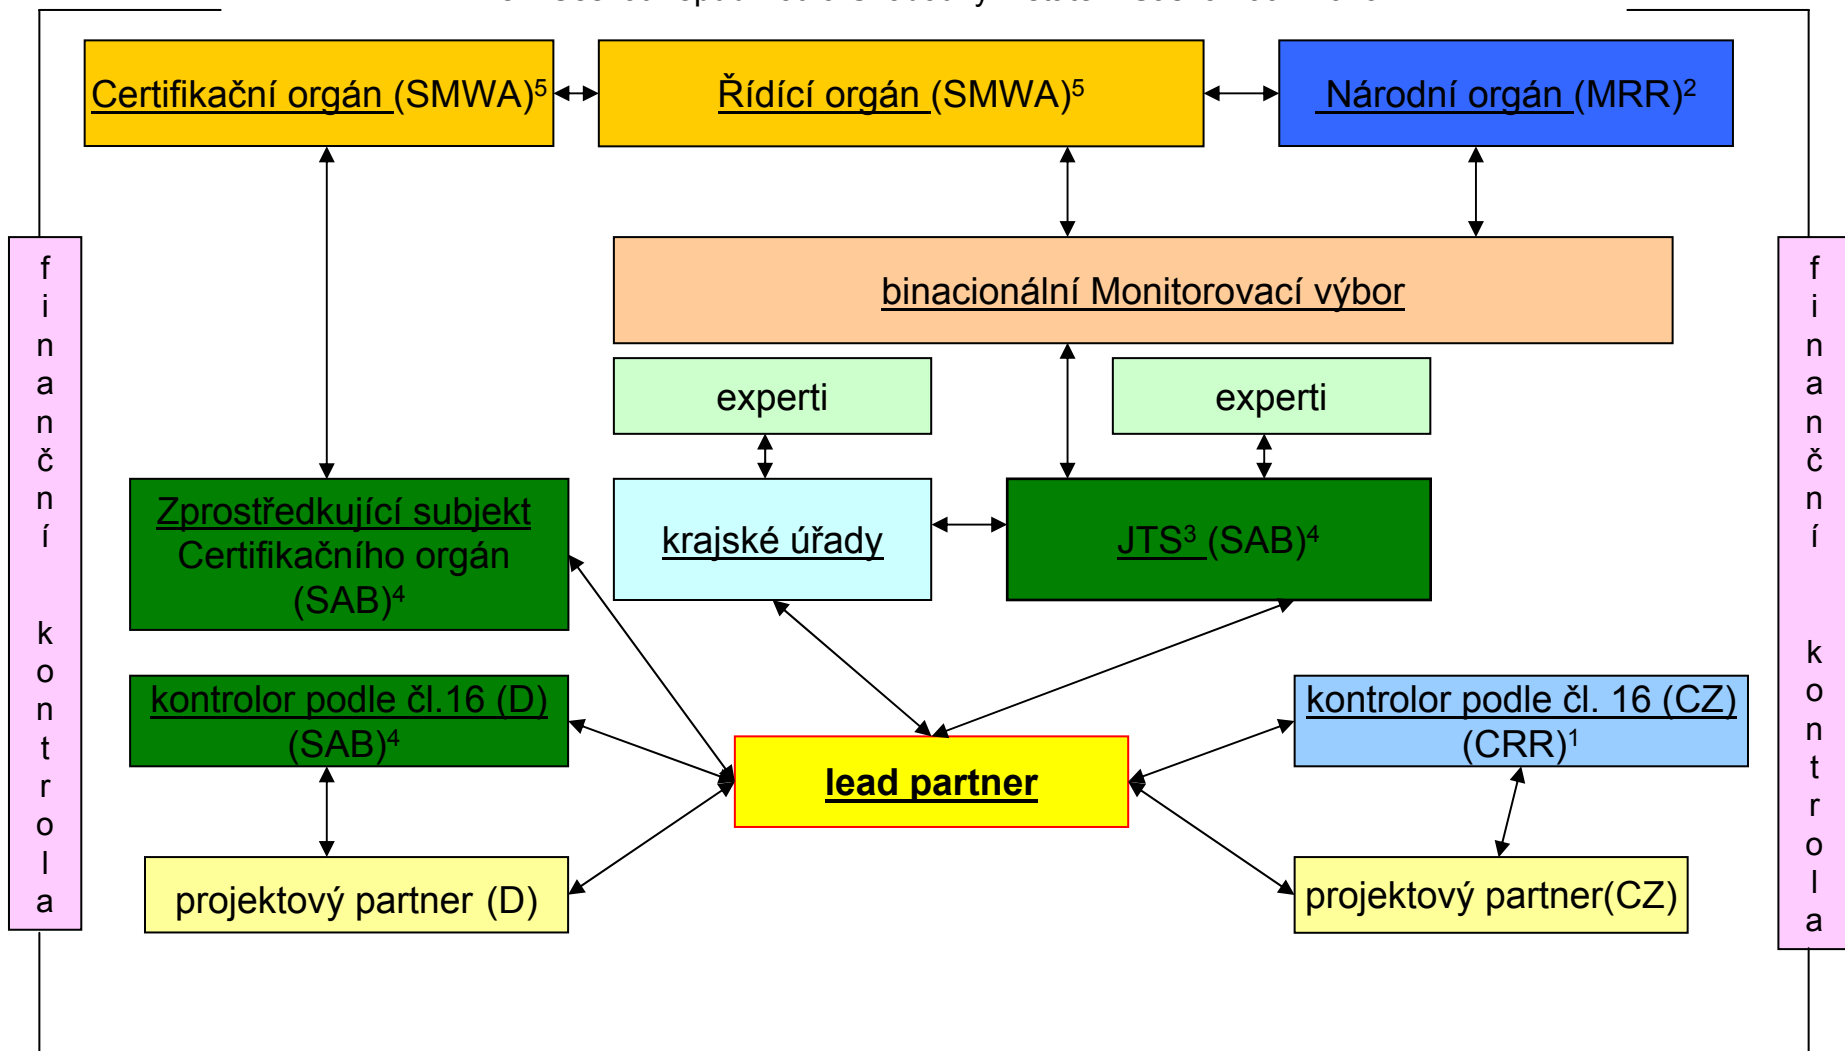 Certifikační orgán (SMWA)⁵
Řídící orgán (SMWA)⁵
Národní orgán (MRR)²
binacionální Monitorovací výbor
experti
experti
Zprostředkující subjekt
Certifikačního orgán
(SAB)⁴
krajské úřady
JTS³ (SAB)⁴
kontrolor podle čl.16 (D)
(SAB)⁴
kontrolor podle čl. 16 (CZ)
(CRR)¹
lead partner
projektový partner (D)
projektový partner(CZ)
finanční kontrola
finanční kontrola